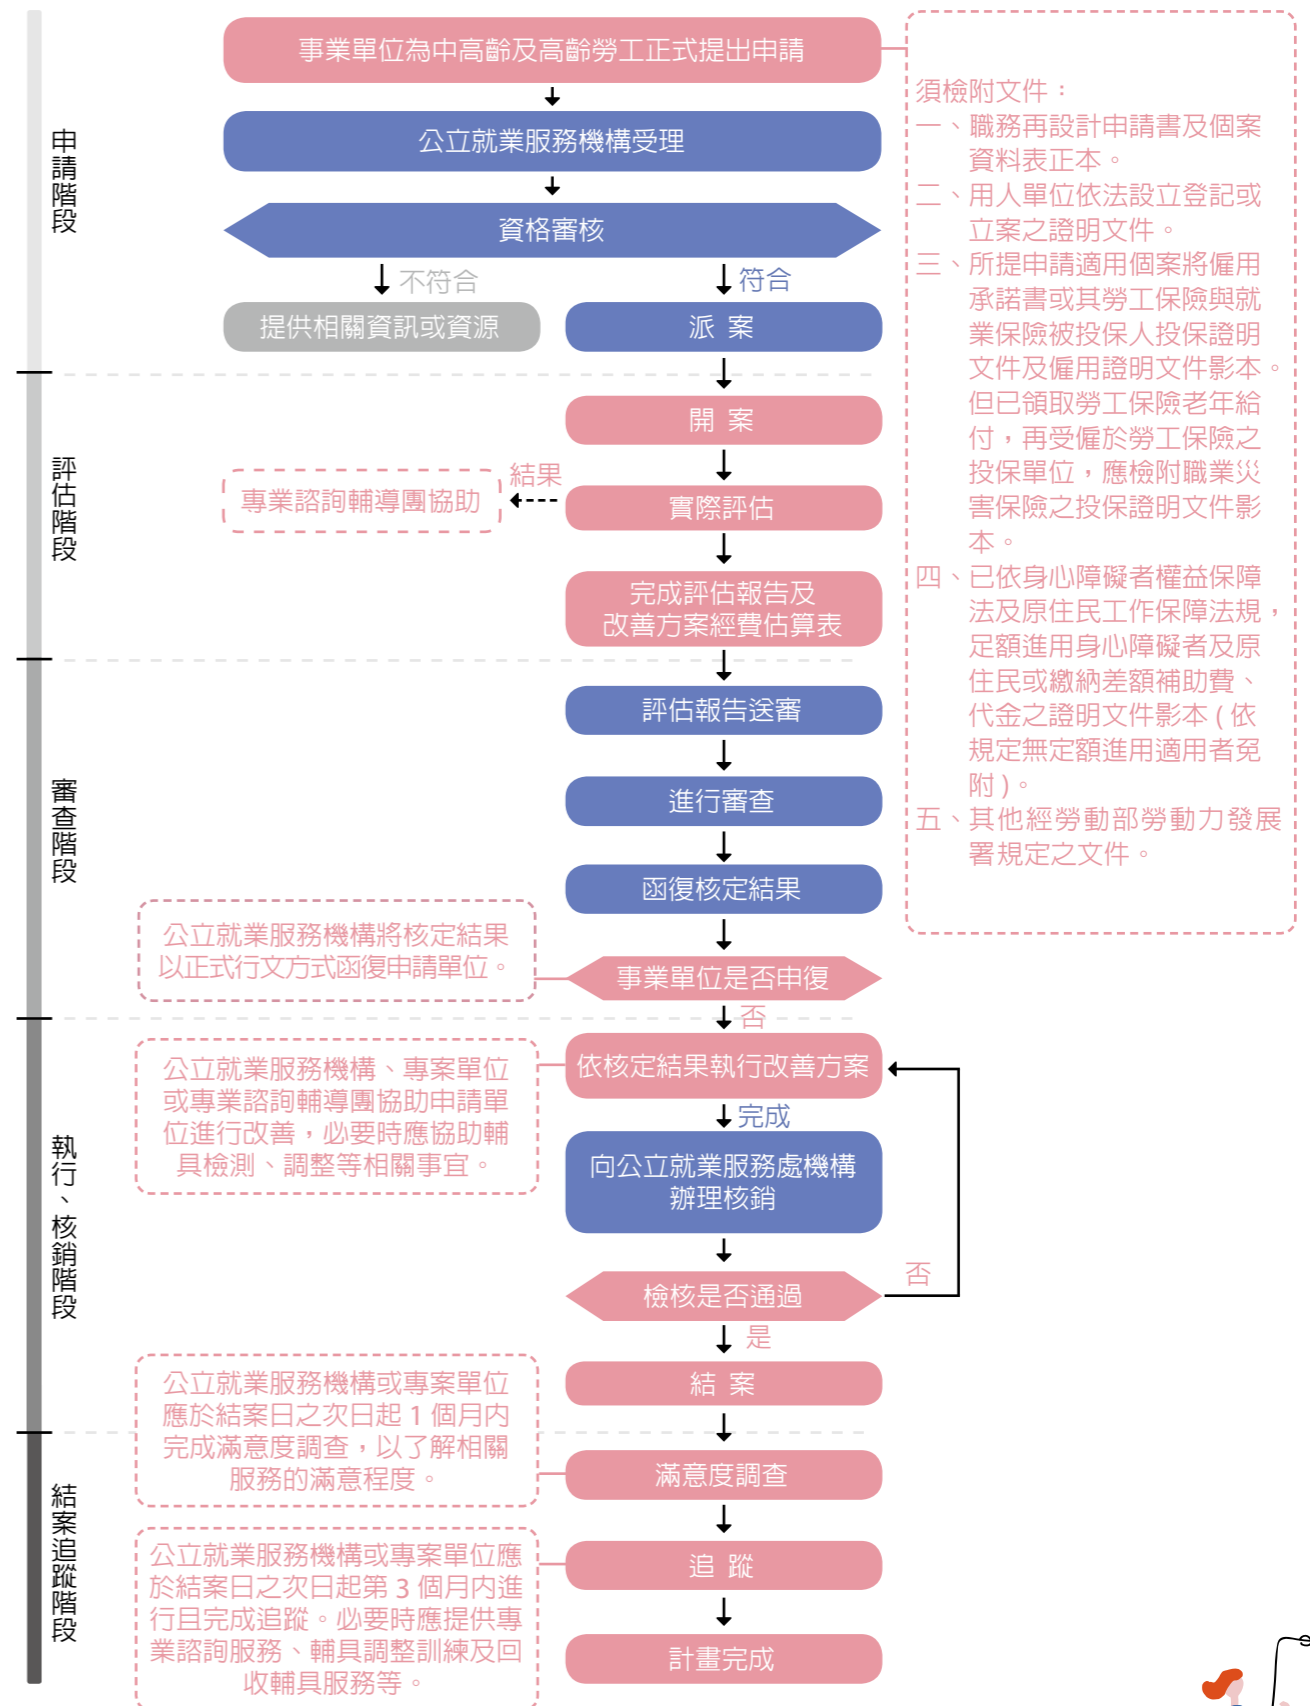 申請階段
事業單位為中高齡及高齡勞工正式提出申請
公立就業服務機構受理
資格審核
不符合
符合
提供相關資訊或資源
派 案
須檢附文件：
一、職務再設計申請書及個案
資料表正本。
二、用人單位依法設立登記或
立案之證明文件。
三、所提申請適用個案將僱用
承諾書或其勞工保險與就
業保險被投保人投保證明
文件及僱用證明文件影本。
但已領取勞工保險老年給
付，再受僱於勞工保險之
投保單位，應檢附職業災
害保險之投保證明文件影
本。
四、已依身心障礙者權益保障
法及原住民工作保障法規，
足額進用身心障礙者及原
住民或繳納差額補助費、
代金之證明文件影本 ( 依
規定無定額進用適用者免
附 )。
五、其他經勞動部勞動力發展
署規定之文件。
評估階段
開 案
結果
專業諮詢輔導團協助
實際評估
完成評估報告及
改善方案經費估算表
審查階段
評估報告送審
進行審查
函復核定結果
公立就業服務機構將核定結果
以正式行文方式函復申請單位。
事業單位是否申復
否
執行、核銷階段
依核定結果執行改善方案
公立就業服務機構、專案單位
或專業諮詢輔導團協助申請單
位進行改善，必要時應協助輔
具檢測、調整等相關事宜。
完成
向公立就業服務處機構
辦理核銷
檢核是否通過
否
是
結 案
公立就業服務機構或專案單位
應於結案日之次日起 1 個月內
完成滿意度調查，以了解相關
服務的滿意程度。
結案追蹤階段
滿意度調查
追 蹤
公立就業服務機構或專案單位應
於結案日之次日起第 3 個月內進
行且完成追蹤。必要時應提供專
業諮詢服務、輔具調整訓練及回
收輔具服務等。
計畫完成